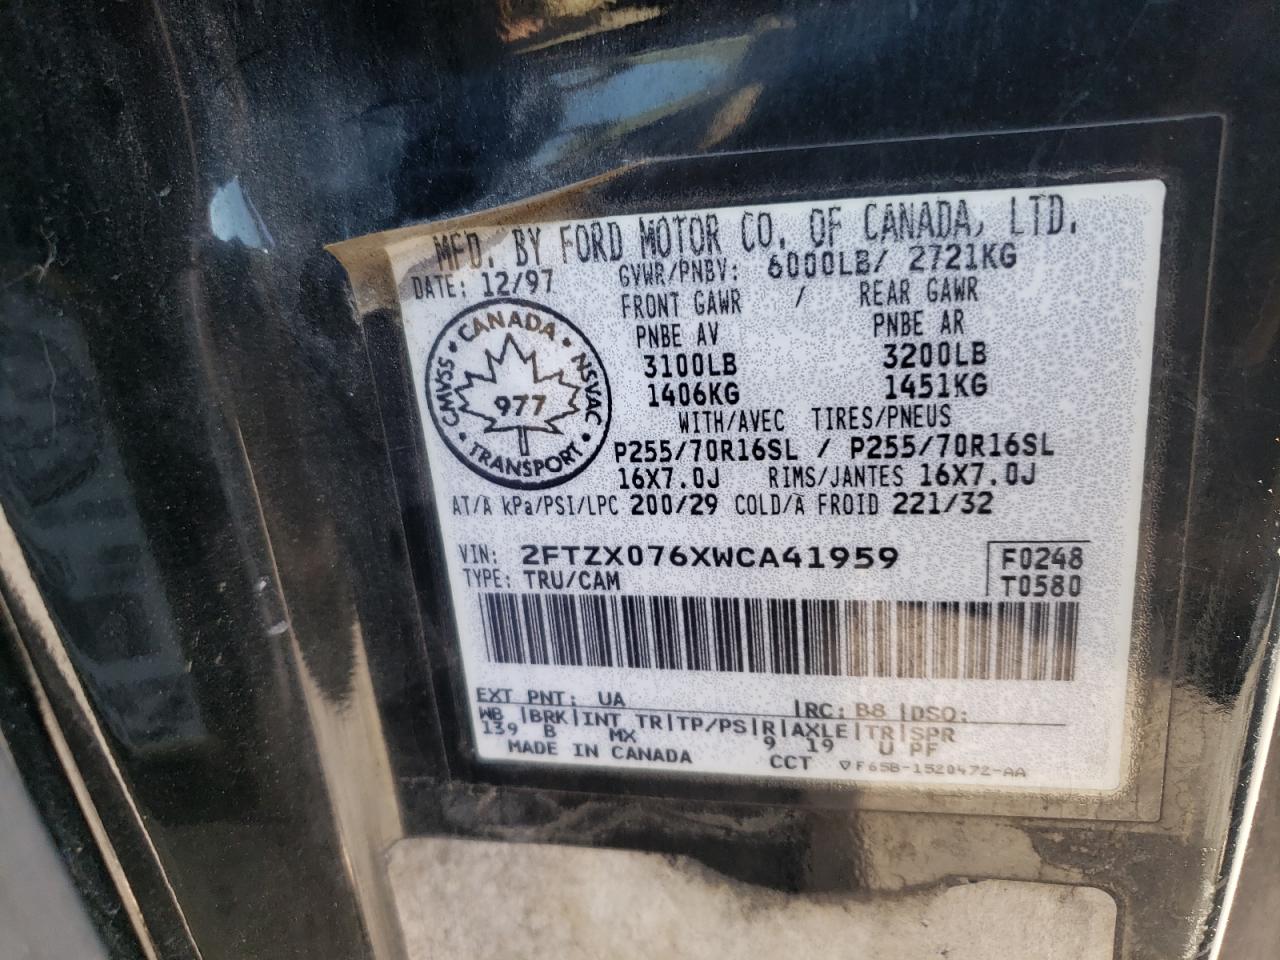 MFD. BY FORD MOTOR CO. OF CANADA, LTD.
DATE: 12/97 GVWR/PNBV: 6000LB/ 2721KG
FRONT GAWR / REAR GAWR
PNBE AV PNBE AR
3100LB 3200LB
1406KG 1451KG
WITH/AVEC TIRES/PNEUS
P255/70R16SL / P255/70R16SL
16X7.0J RIMS/JANTES 16X7.0J
AT/A kPa/PSI/LPC 200/29 COLD/A FROID 221/32
CANADA • NSVAC • TRANSPORT • CMVSS
977
VIN: 2FTZX076XWCA41959
TYPE: TRU/CAM
F0248
T0580
EXT PNT: UA |RC: B8 |DSO:
WB |BRK|INT TR|TP/PS|R|AXLE|TR|SPR
139 B MX 9 19 U PF
MADE IN CANADA CCT ▽F65B-1520472-AA